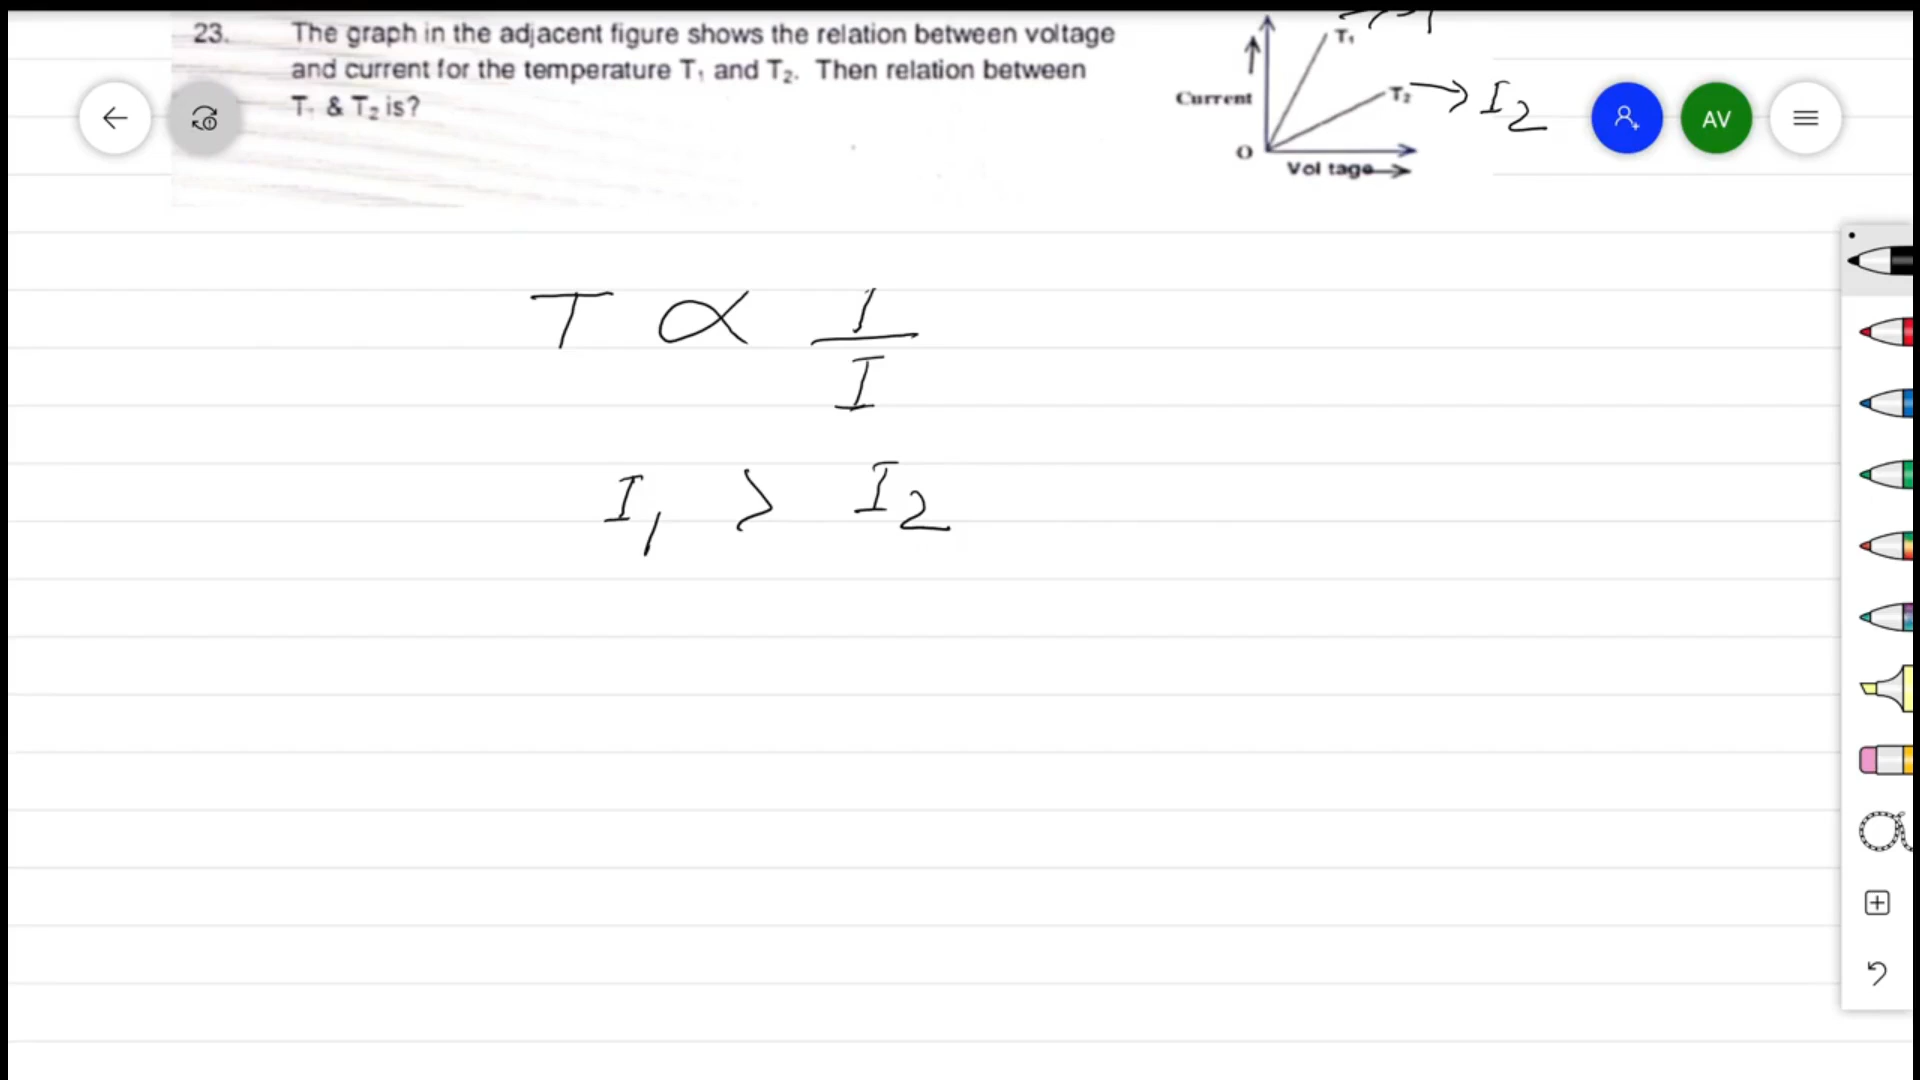 23. The graph in the adjacent figure shows the relation between voltage
and current for the temperature T₁ and T₂. Then relation between
T₁ & T₂ is?
T₁
Current
T₂ → I₂
O
Vol tage
AV
T ∝ 1/I
I₁ > I₂